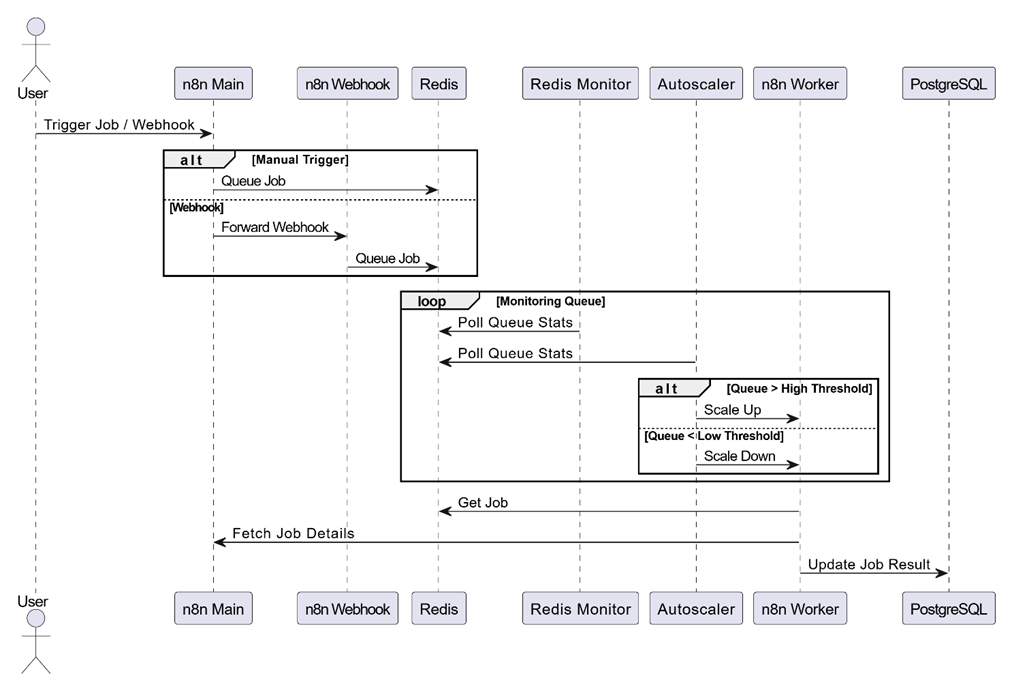 User
n8n Main
n8n Webhook
Redis
Redis Monitor
Autoscaler
n8n Worker
PostgreSQL
Trigger Job / Webhook
alt [Manual Trigger]
Queue Job
[Webhook]
Forward Webhook
Queue Job
loop [Monitoring Queue]
Poll Queue Stats
Poll Queue Stats
alt [Queue > High Threshold]
Scale Up
[Queue < Low Threshold]
Scale Down
Get Job
Fetch Job Details
Update Job Result
User
n8n Main
n8n Webhook
Redis
Redis Monitor
Autoscaler
n8n Worker
PostgreSQL